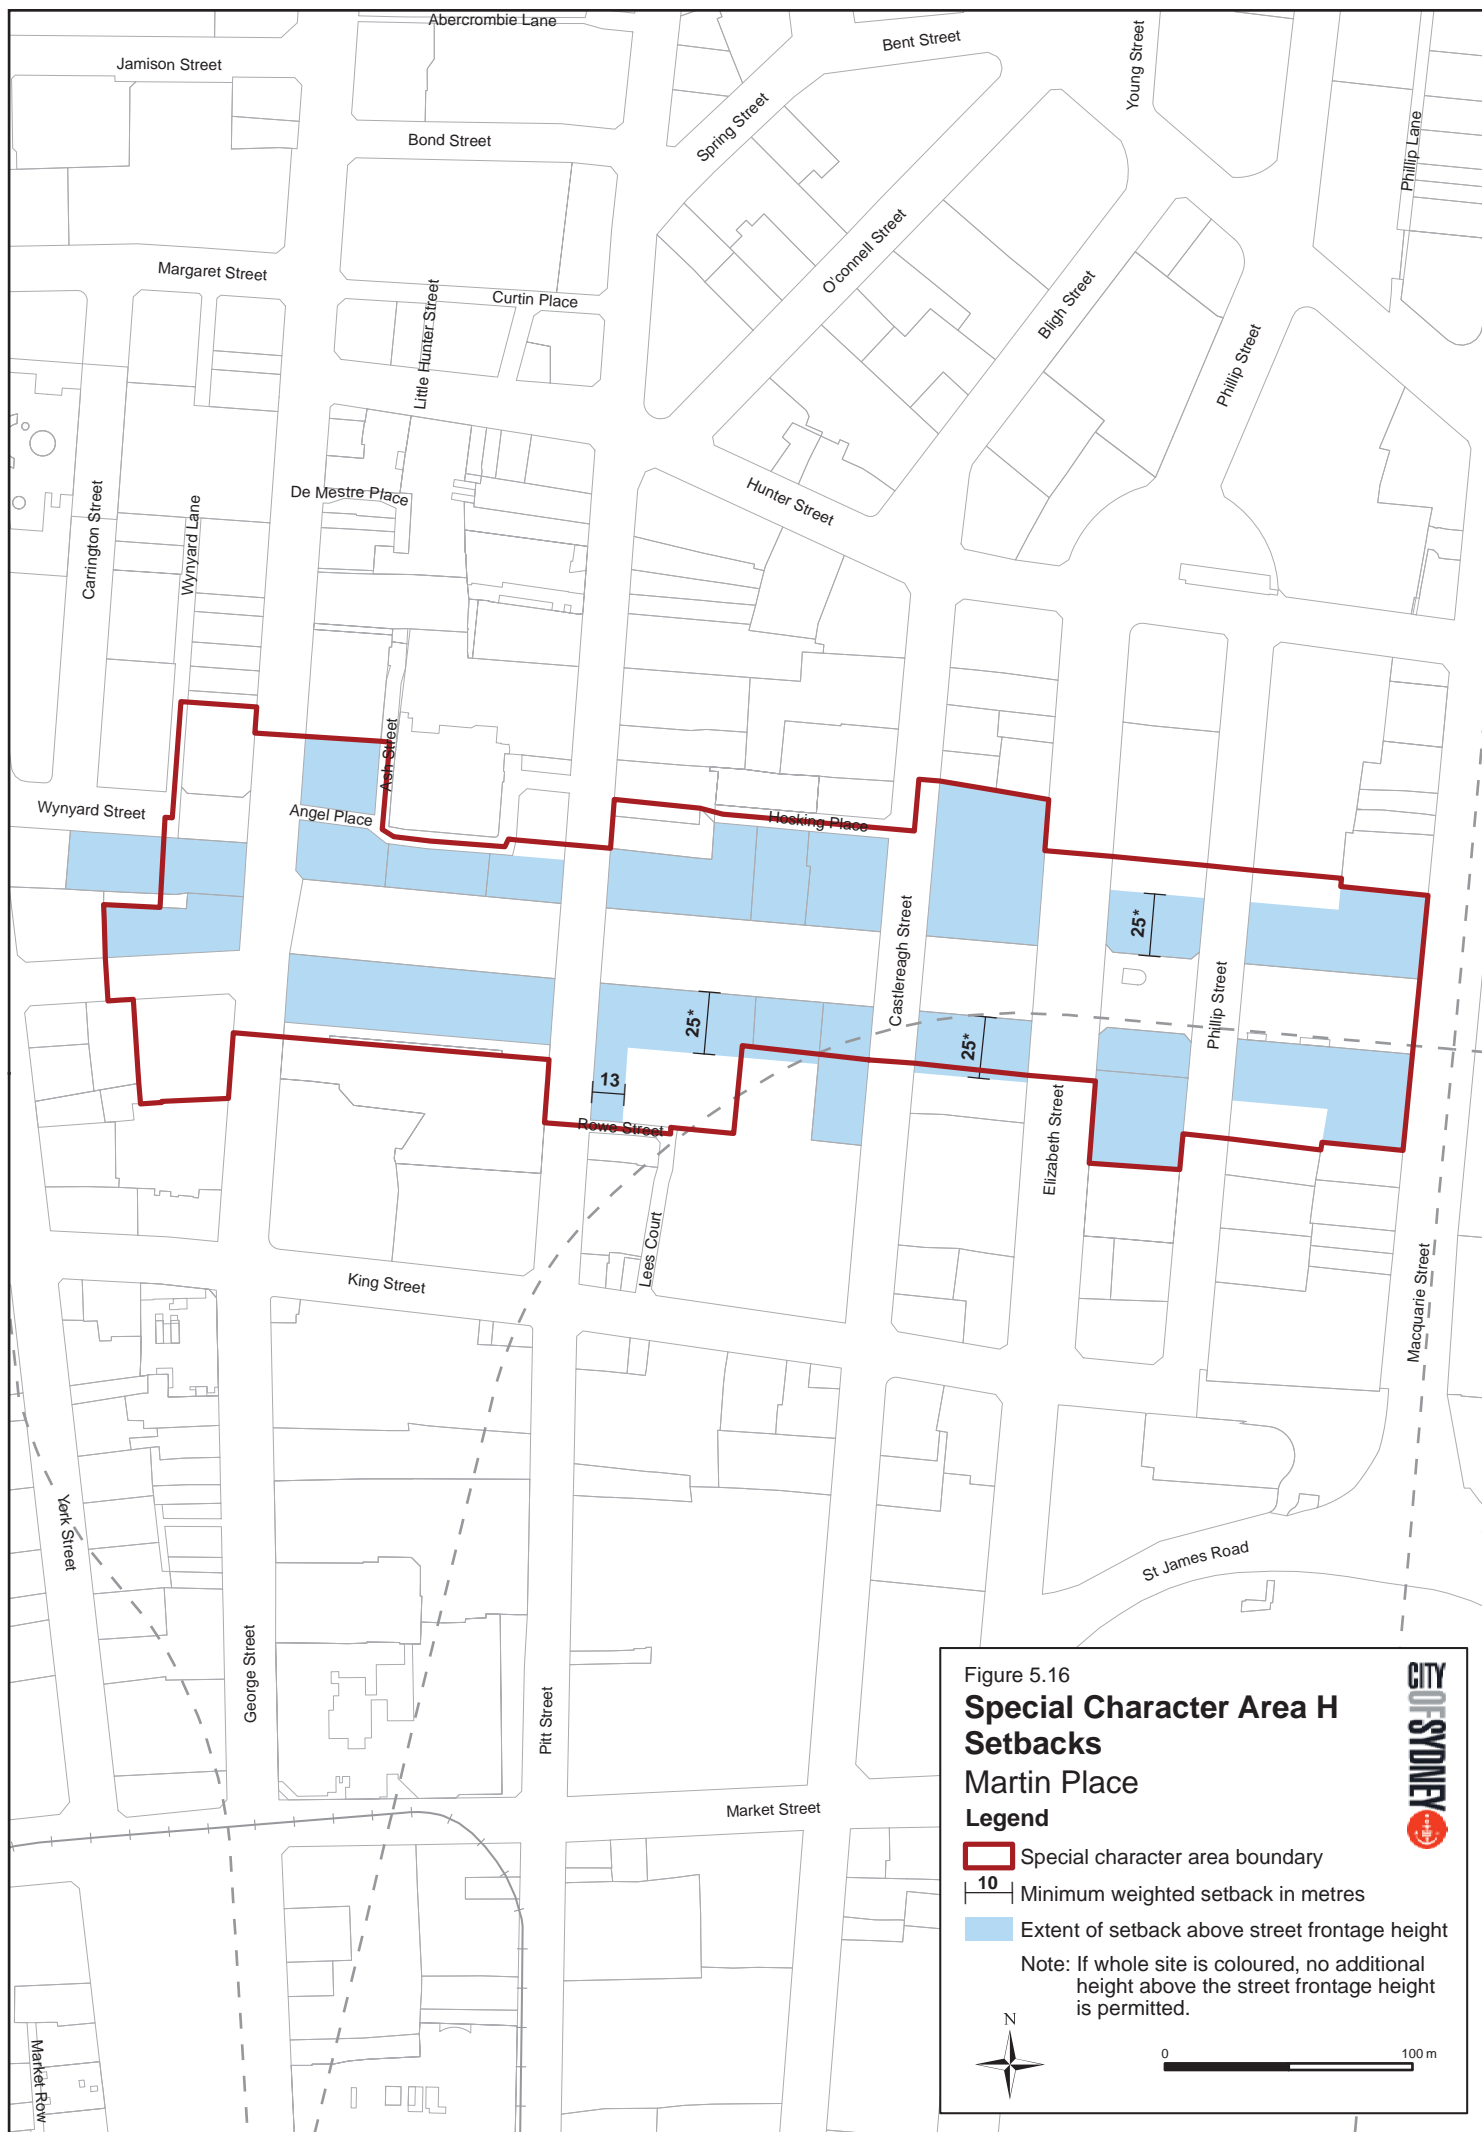 Abercrombie Lane
Bent Street
Young Street
Jamison Street
Spring Street
Phillip Lane
Bond Street
O'connell Street
Margaret Street
Curtin Place
Little Hunter Street
Bligh Street
Phillip Street
De Mestre Place
Hunter Street
Carrington Street
Wynyard Lane
Ash Street
Wynyard Street
Angel Place
Hosking Place
25*
Castlereagh Street
Phillip Street
25*
25*
13
Rowe Street
Elizabeth Street
Lees Court
King Street
Macquarie Street
York Street
St James Road
George Street
Pitt Street
Market Street
Market Row
Figure 5.16
Special Character Area H
Setbacks
Martin Place
CITY OF SYDNEY
Legend
Special character area boundary
10
Minimum weighted setback in metres
Extent of setback above street frontage height
Note: If whole site is coloured, no additional
height above the street frontage height
is permitted.
N
0
100 m